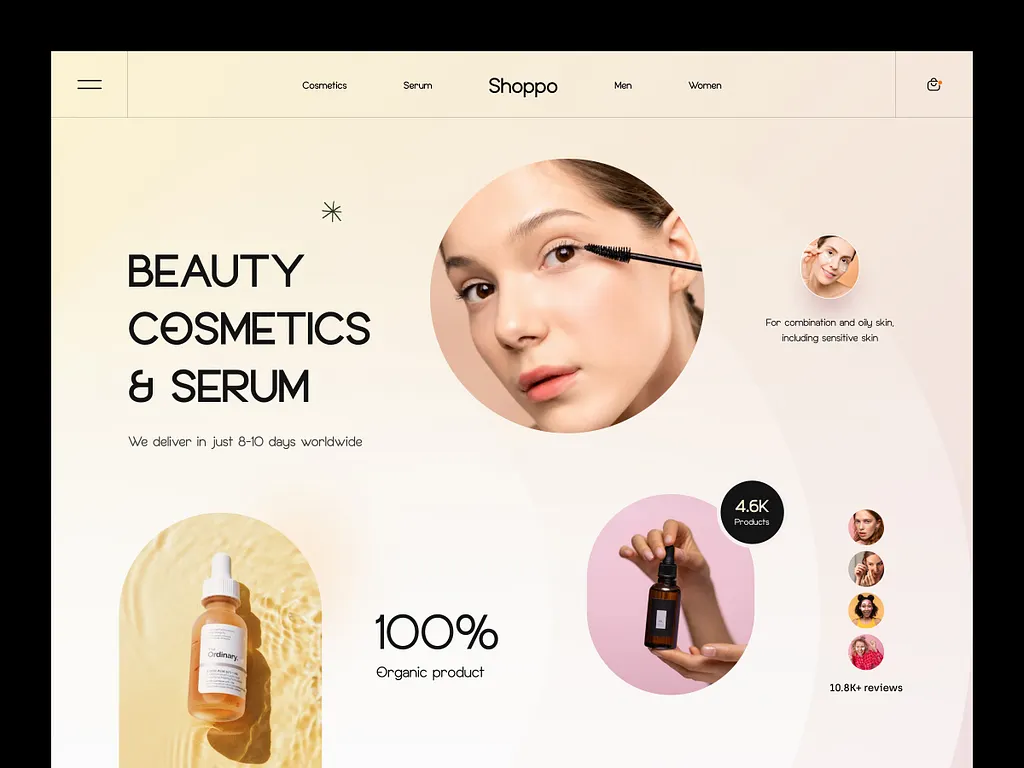 Cosmetics
Serum
Shoppo
Men
Women
BEAUTY
COSMETICS
& SERUM
We deliver in just 8-10 days worldwide
For combination and oily skin,
including sensitive skin
4.6K
Products
Ordinary.
100%
Organic product
10.8K+ reviews